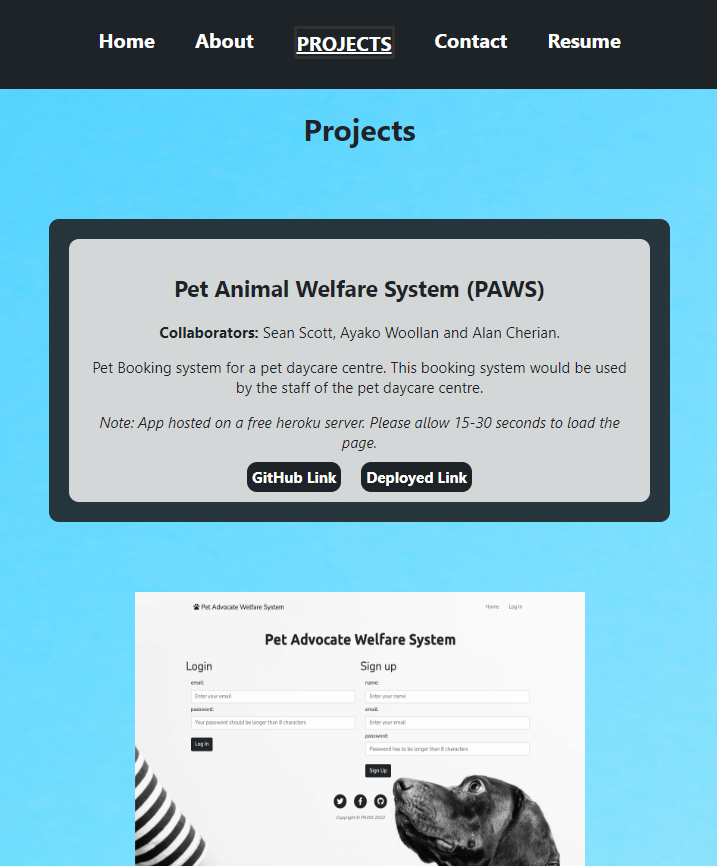 Home About PROJECTS Contact Resume
Projects
Pet Animal Welfare System (PAWS)
Collaborators: Sean Scott, Ayako Woollan and Alan Cherian.
Pet Booking system for a pet daycare centre. This booking system would be used
by the staff of the pet daycare centre.
Note: App hosted on a free heroku server. Please allow 15-30 seconds to load the
page.
GitHub Link Deployed Link
Pet Advocate Welfare System Home Log In
Pet Advocate Welfare System
Login Sign up
email: name:
Enter your email Enter your name
password: email:
Your password should be longer than 8 characters Enter your email
password:
Log In Password has to be longer than 8 characters
Sign Up
Copyright © PAWS 2022